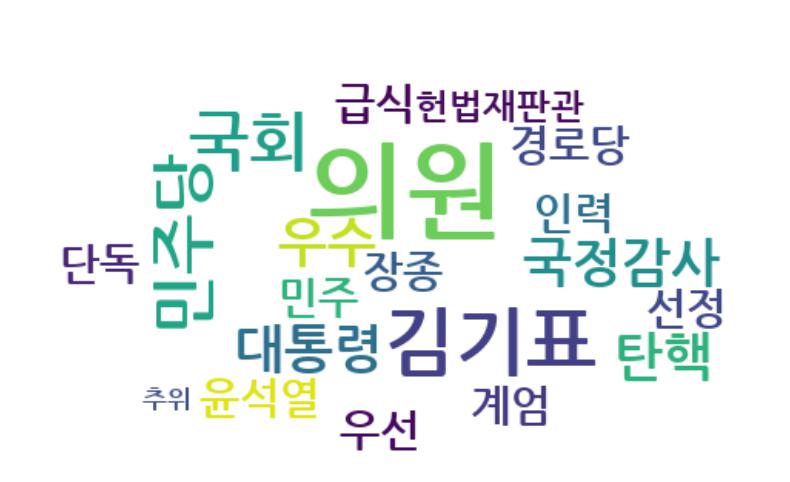 급식
헌법재판관
국회
의원
경로당
민주당
인력
우수
단독
장종
국정감사
민주
선정
대통령
김기표
탄핵
추위
윤석열
계엄
우선